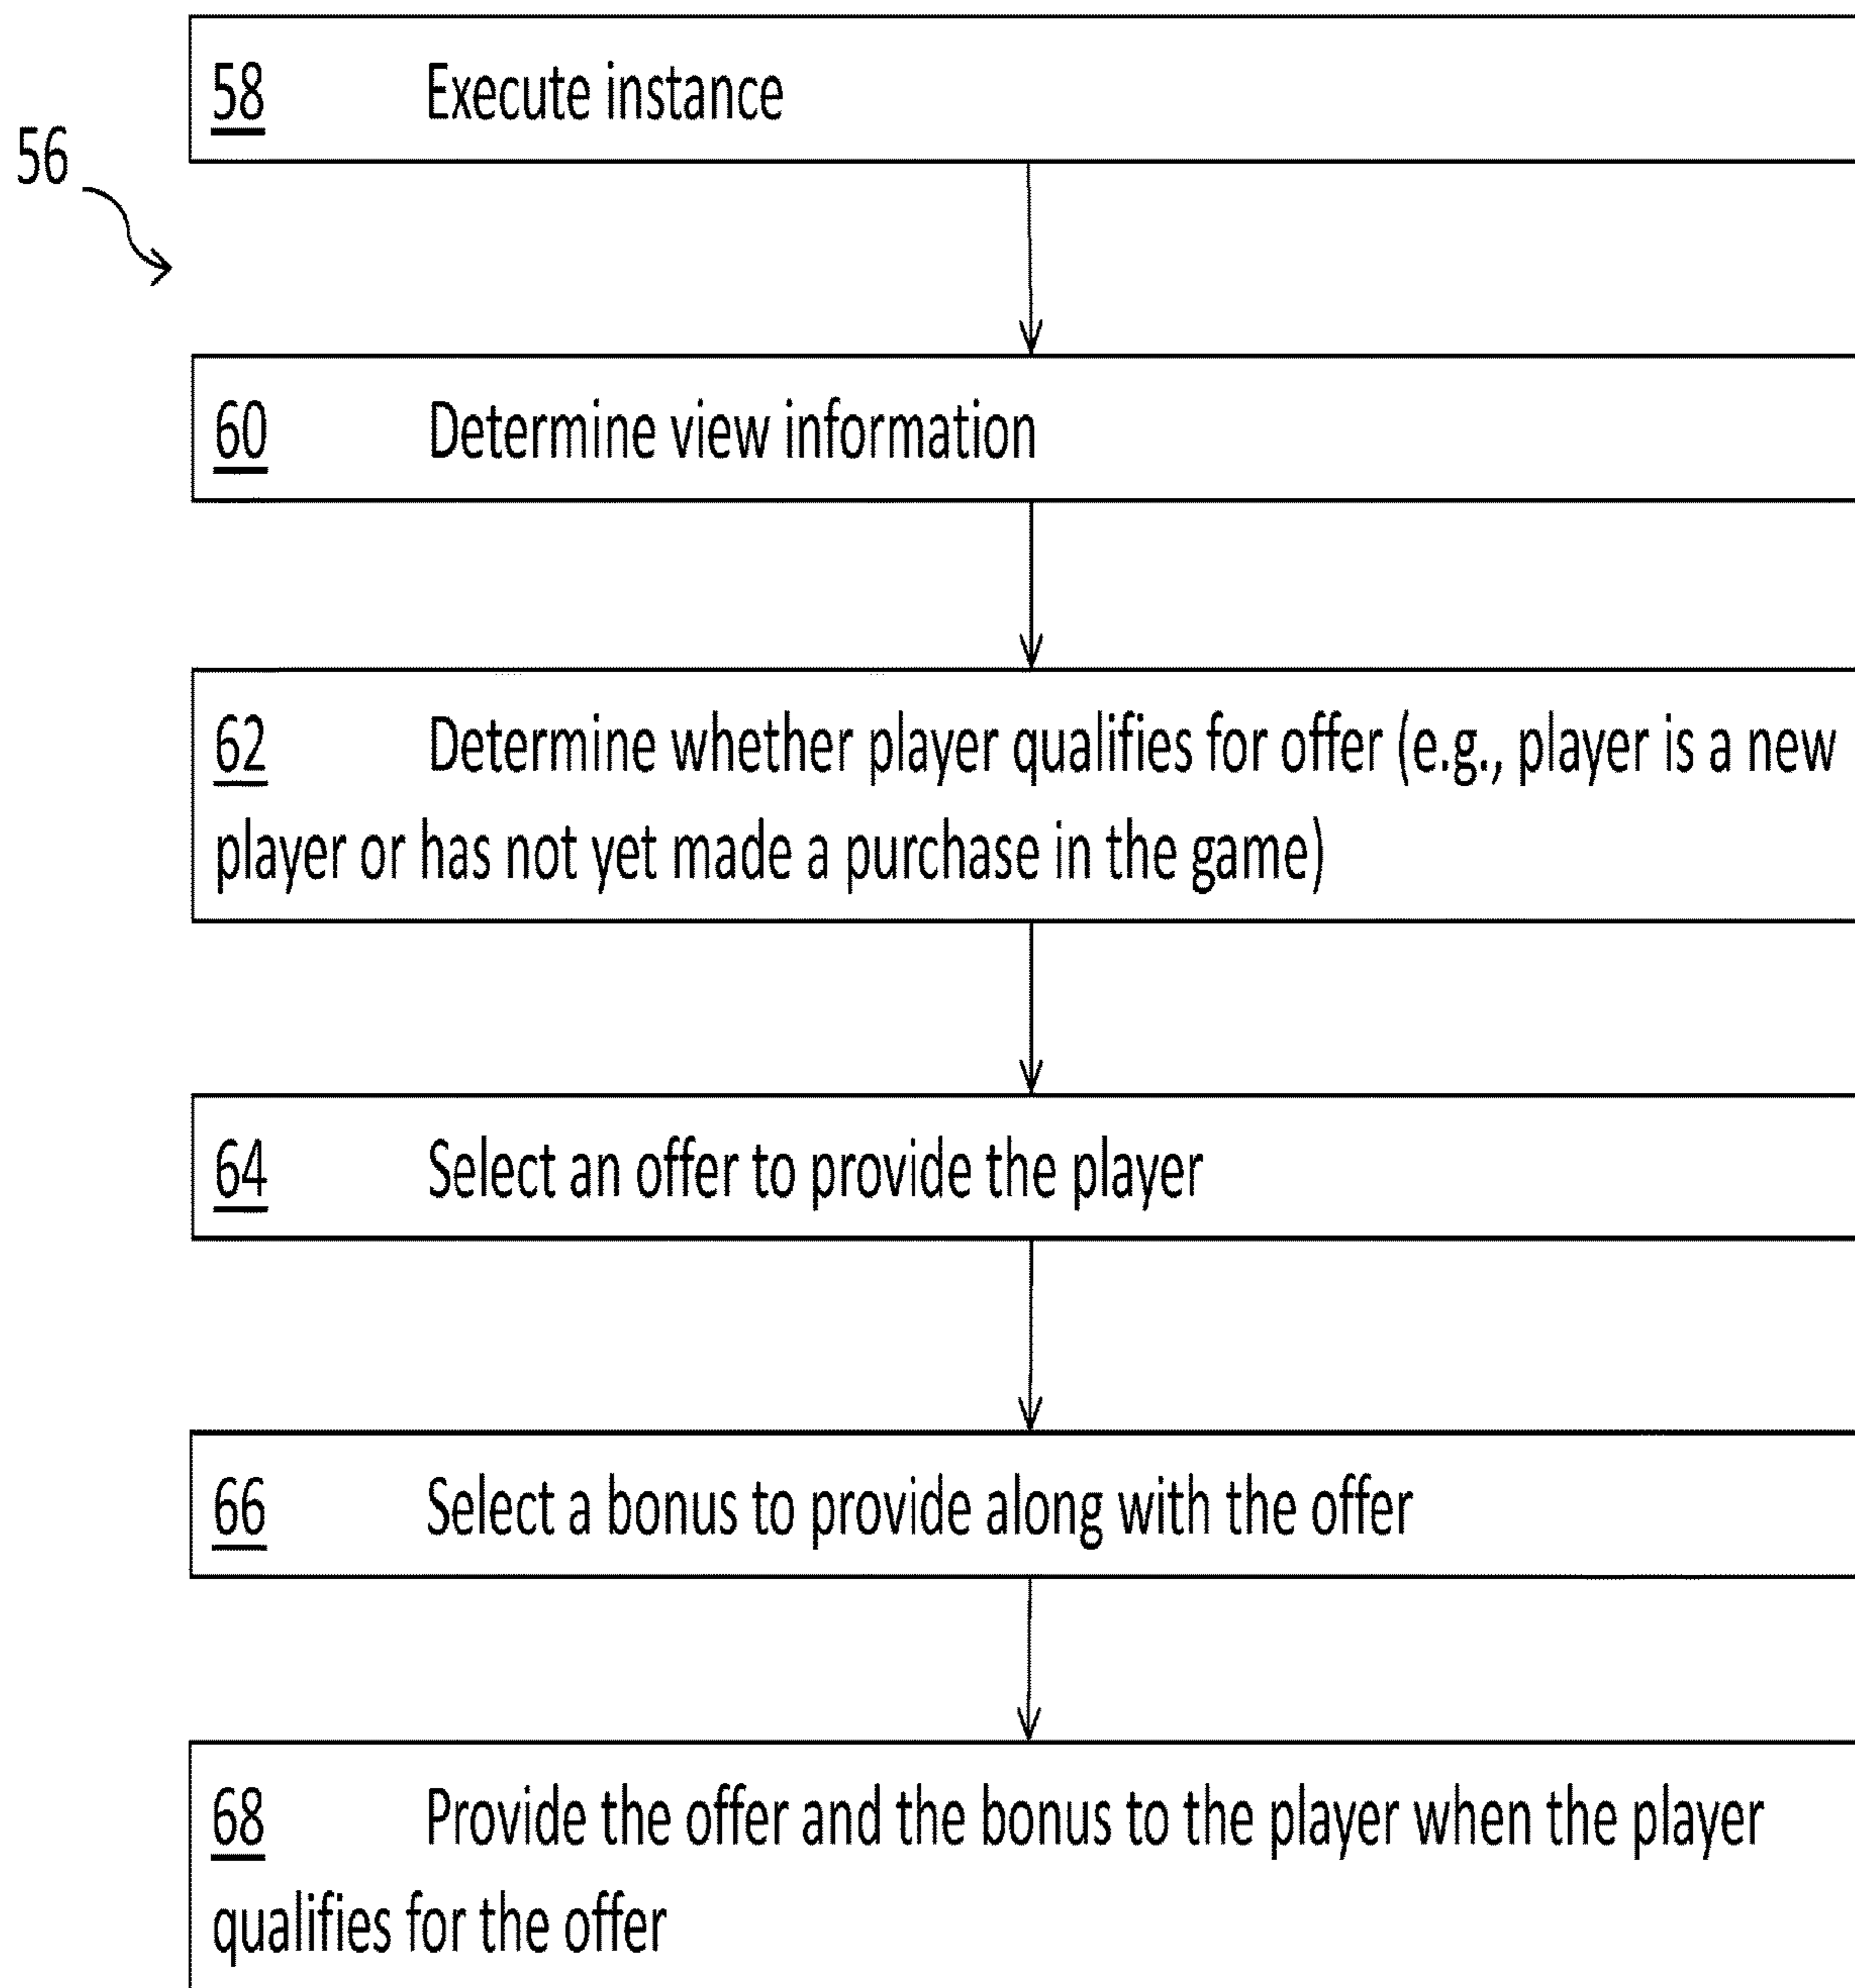 58 Execute instance
56
60 Determine view information
62 Determine whether player qualifies for offer (e.g., player is a new
player or has not yet made a purchase in the game)
64 Select an offer to provide the player
66 Select a bonus to provide along with the offer
68 Provide the offer and the bonus to the player when the player
qualifies for the offer